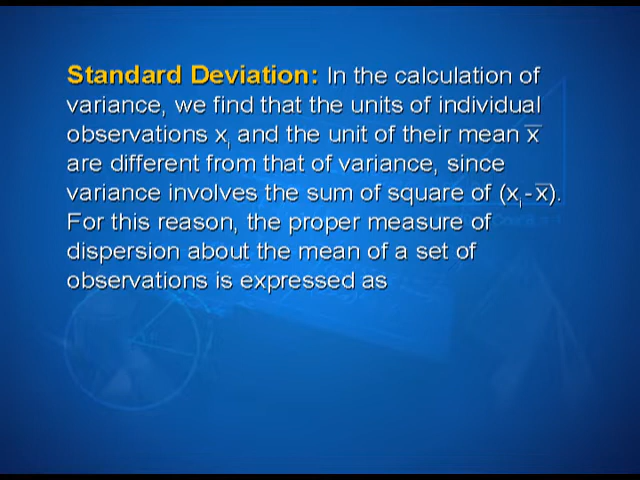 Standard Deviation: In the calculation of
variance, we find that the units of individual
observations xᵢ and the unit of their mean x̅
are different from that of variance, since
variance involves the sum of square of (xᵢ - x̅).
For this reason, the proper measure of
dispersion about the mean of a set of
observations is expressed as